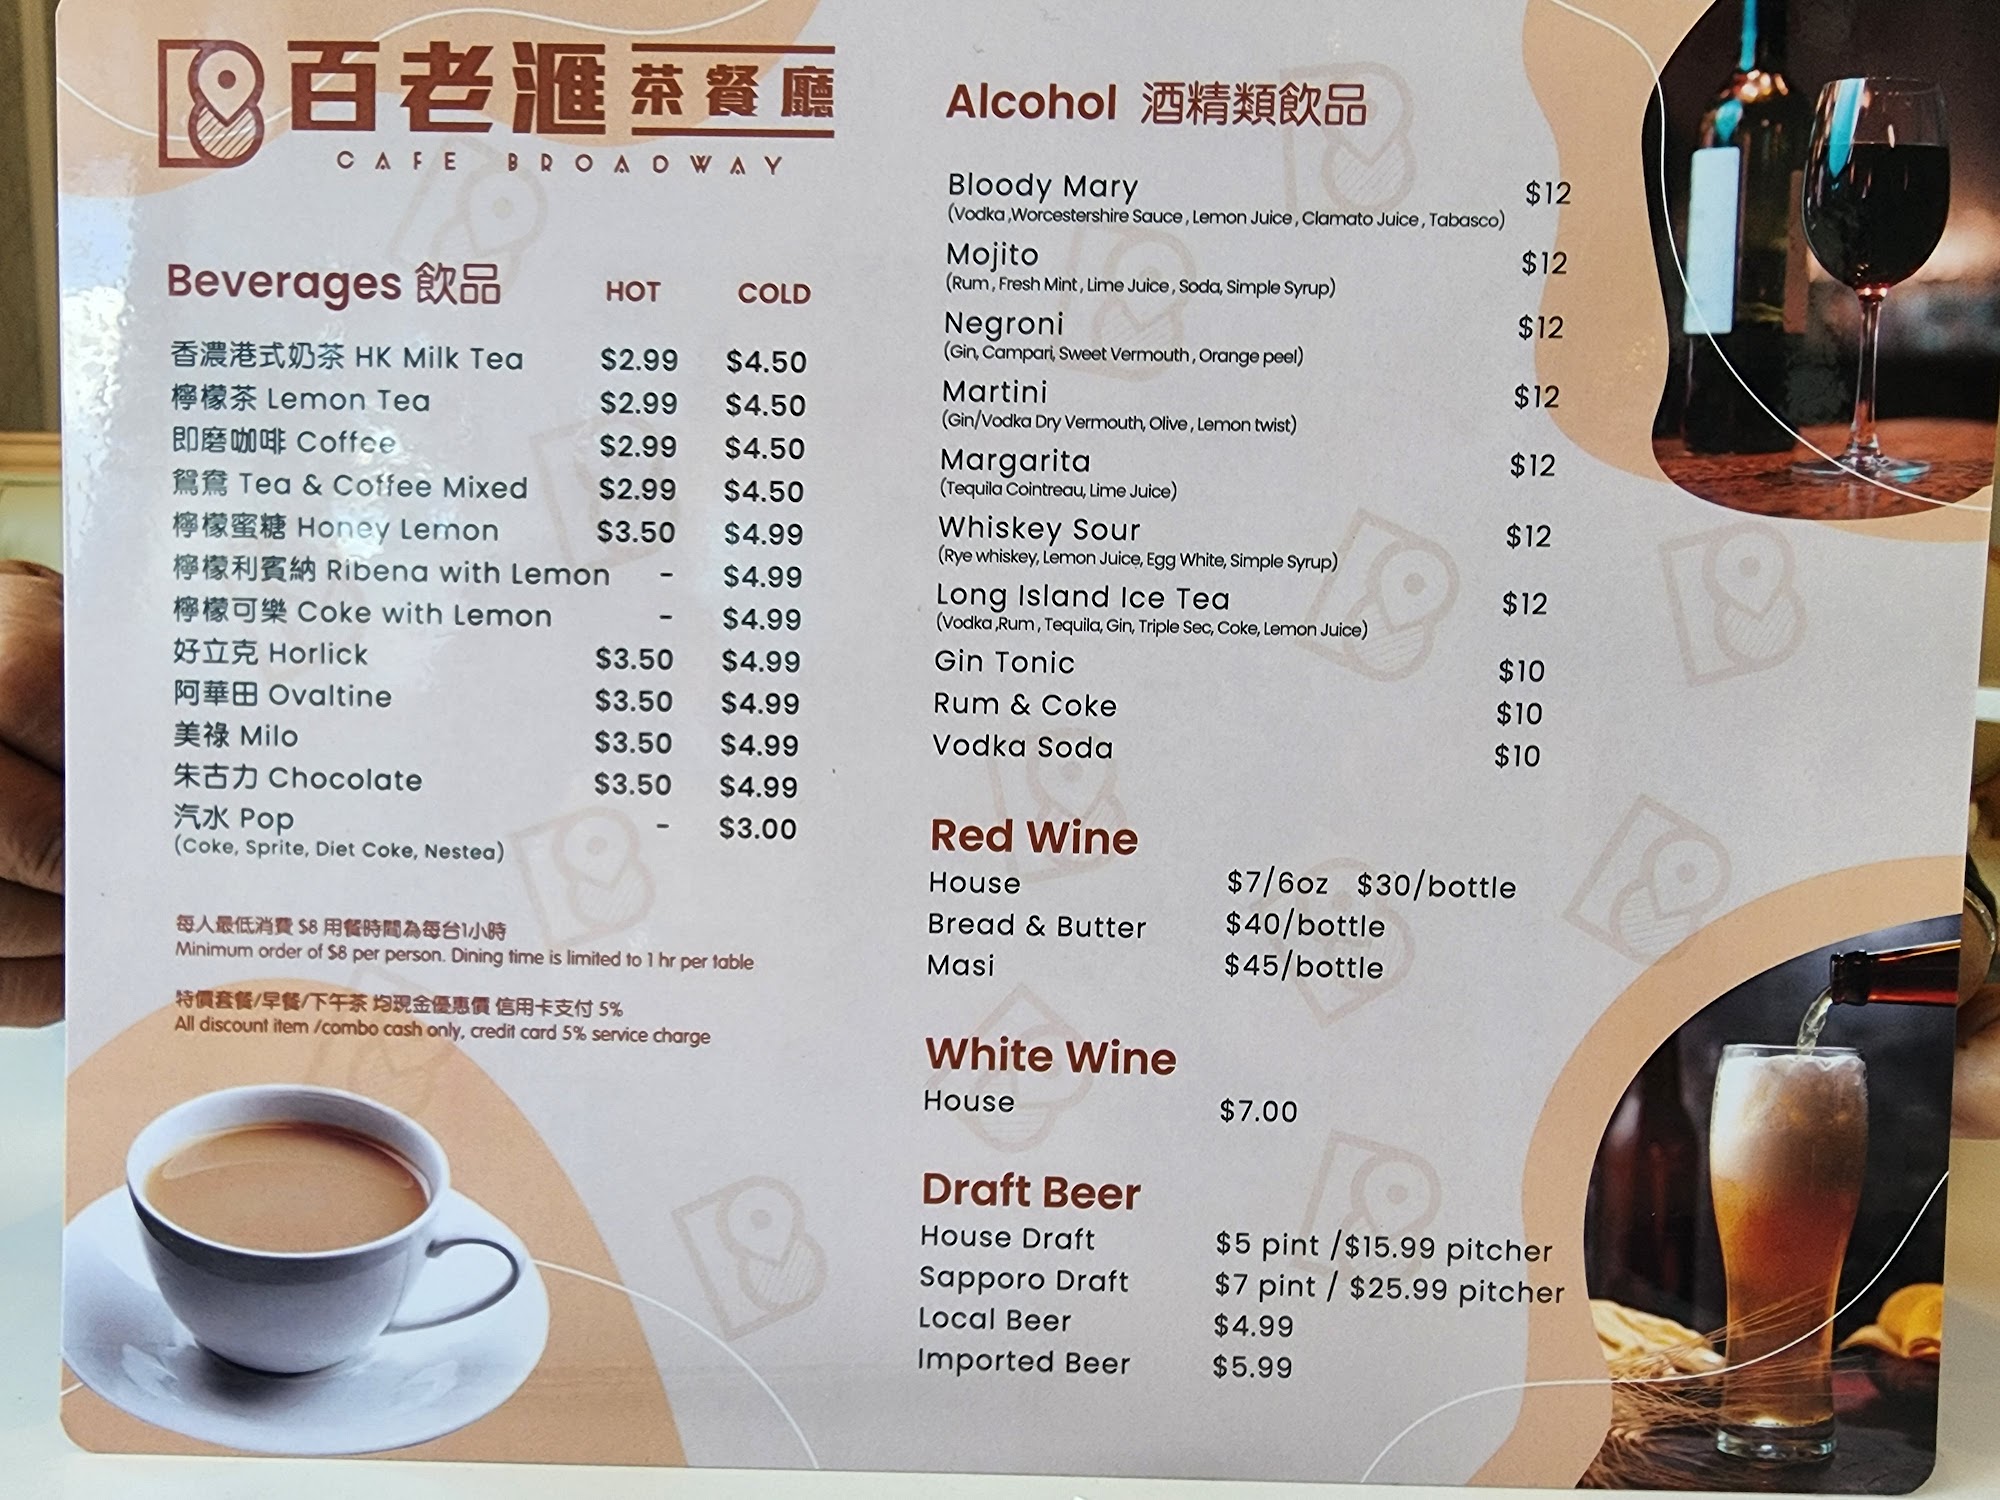 百老滙 茶餐廳
CAFE BROADWAY
Beverages 飲品 HOT COLD
香濃港式奶茶 HK Milk Tea $2.99 $4.50
檸檬茶 Lemon Tea $2.99 $4.50
即磨咖啡 Coffee $2.99 $4.50
鴛鴦 Tea & Coffee Mixed $2.99 $4.50
檸檬蜜糖 Honey Lemon $3.50 $4.99
檸檬利賓納 Ribena with Lemon - $4.99
檸檬可樂 Coke with Lemon - $4.99
好立克 Horlick $3.50 $4.99
阿華田 Ovaltine $3.50 $4.99
美祿 Milo $3.50 $4.99
朱古力 Chocolate $3.50 $4.99
汽水 Pop - $3.00
(Coke, Sprite, Diet Coke, Nestea)
每人最低消費 $8 用餐時間為每台1小時
Minimum order of $8 per person. Dining time is limited to 1 hr per table
特價套餐/早餐/下午茶 均現金優惠價 信用卡支付 5%
All discount item /combo cash only, credit card 5% service charge
Alcohol 酒精類飲品
Bloody Mary $12
(Vodka ,Worcestershire Sauce , Lemon Juice , Clamato Juice , Tabasco)
Mojito $12
(Rum , Fresh Mint , Lime Juice , Soda, Simple Syrup)
Negroni $12
(Gin, Campari, Sweet Vermouth , Orange peel)
Martini $12
(Gin/Vodka Dry Vermouth, Olive , Lemon twist)
Margarita $12
(Tequila Cointreau, Lime Juice)
Whiskey Sour $12
(Rye whiskey, Lemon Juice, Egg White, Simple Syrup)
Long Island Ice Tea $12
(Vodka ,Rum , Tequila, Gin, Triple Sec, Coke, Lemon Juice)
Gin Tonic $10
Rum & Coke $10
Vodka Soda $10
Red Wine
House $7/6oz $30/bottle
Bread & Butter $40/bottle
Masi $45/bottle
White Wine
House $7.00
Draft Beer
House Draft $5 pint /$15.99 pitcher
Sapporo Draft $7 pint / $25.99 pitcher
Local Beer $4.99
Imported Beer $5.99